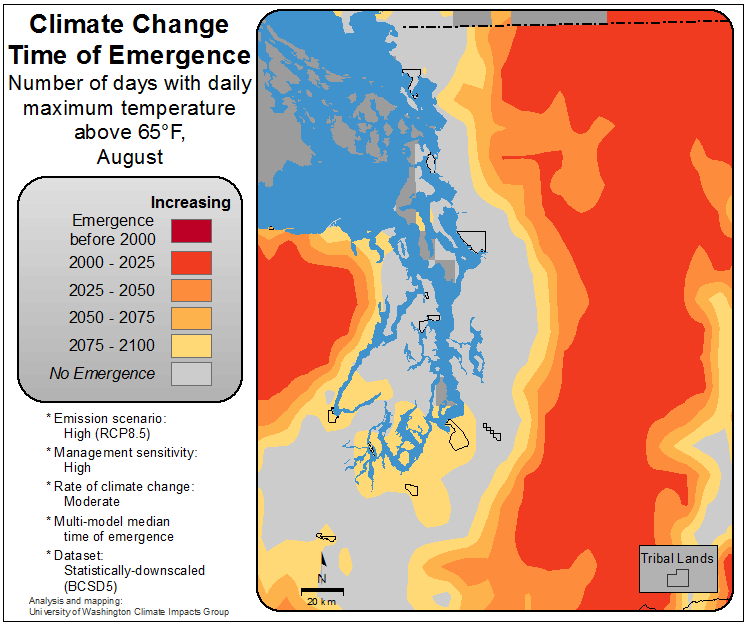 Climate Change
Time of Emergence
Number of days with daily
maximum temperature
above 65°F,
August
Increasing
Emergence
before 2000
2000 - 2025
2025 - 2050
2050 - 2075
2075 - 2100
No Emergence
* Emission scenario:
High (RCP8.5)
* Management sensitivity:
High
* Rate of climate change:
Moderate
* Multi-model median
time of emergence
* Dataset:
Statistically-downscaled
(BCSD5)
Analysis and mapping:
University of Washington Climate Impacts Group
N
20 km
Tribal Lands